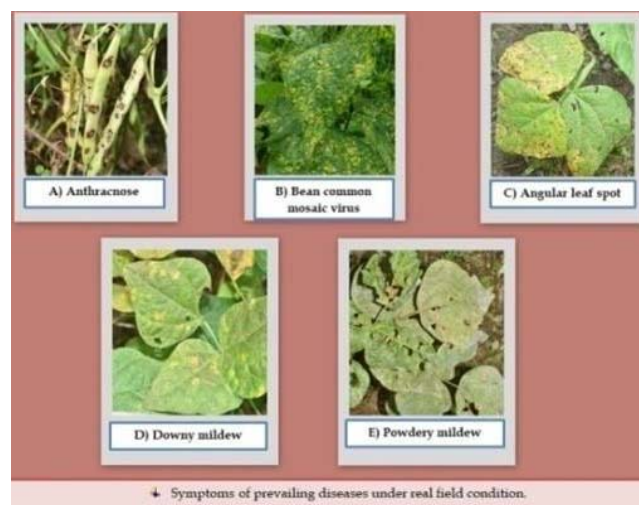 A) Anthracnose
B) Bean common
mosaic virus
C) Angular leaf spot
D) Downy mildew
E) Powdery mildew
Symptoms of prevailing diseases under real field condition.